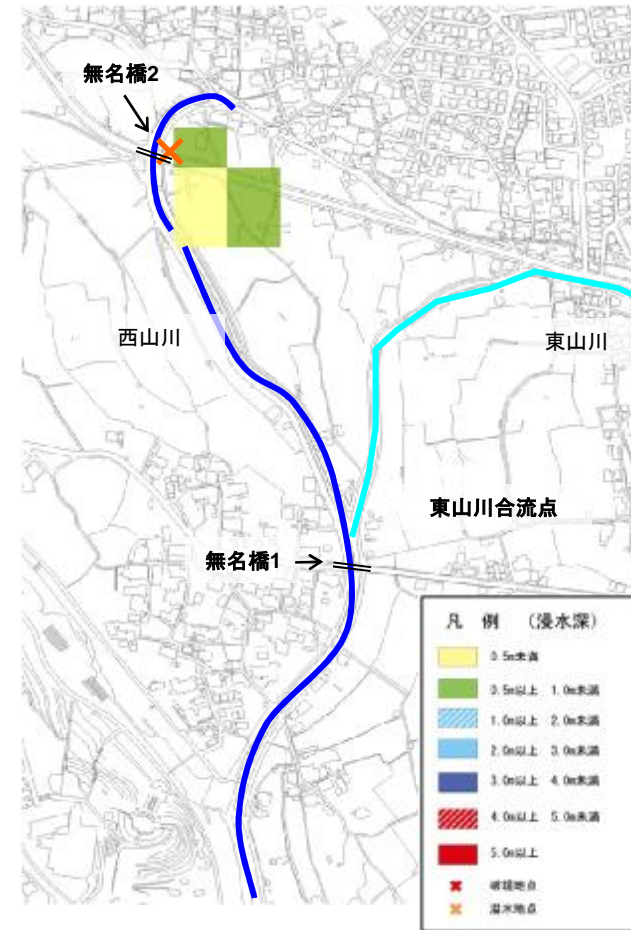 無名橋2
西山川
東山川
東山川合流点
無名橋1
凡 例 (浸水深)
0.5m未満
0.5m以上 1.0m未満
1.0m以上 2.0m未満
2.0m以上 3.0m未満
3.0m以上 4.0m未満
4.0m以上 5.0m未満
5.0m以上
破堤地点
溢水地点